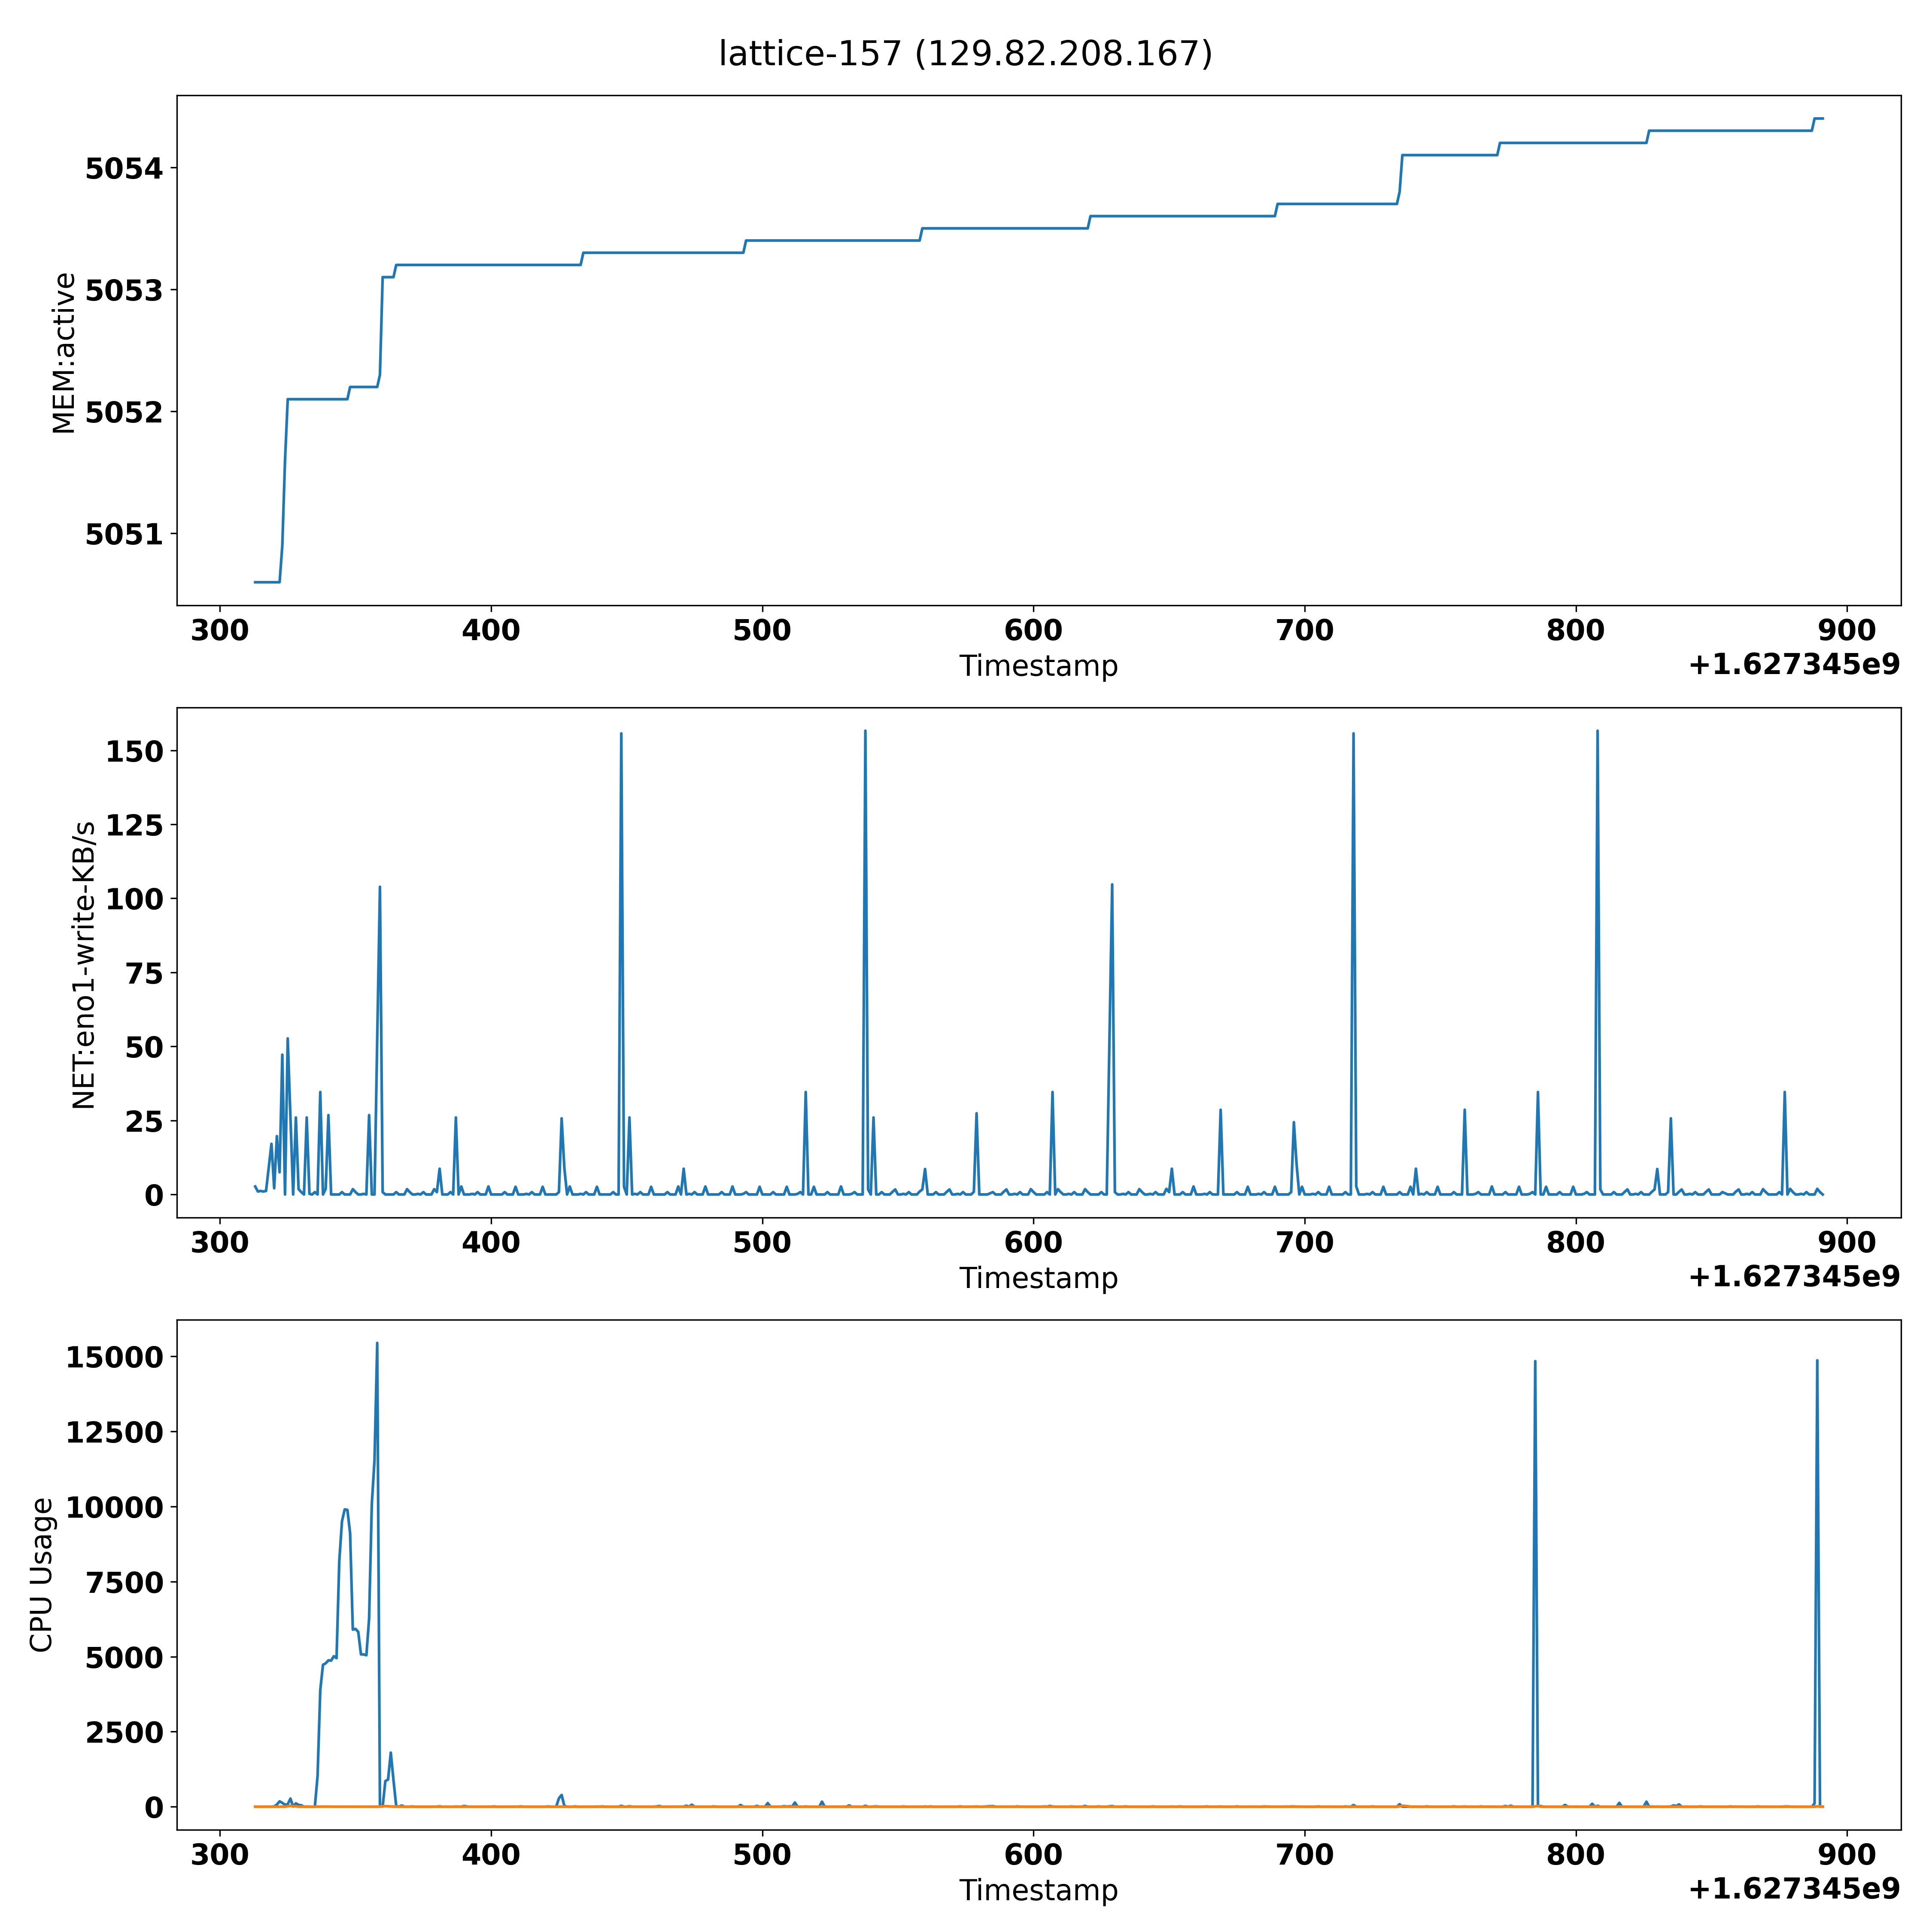 lattice-157 (129.82.208.167)
MEM:active
5054
5053
5052
5051
300 400 500 600 700 800 900
Timestamp
+1.627345e9
NET:eno1-write-KB/s
150
125
100
75
50
25
0
300 400 500 600 700 800 900
Timestamp
+1.627345e9
CPU Usage
15000
12500
10000
7500
5000
2500
0
300 400 500 600 700 800 900
Timestamp
+1.627345e9